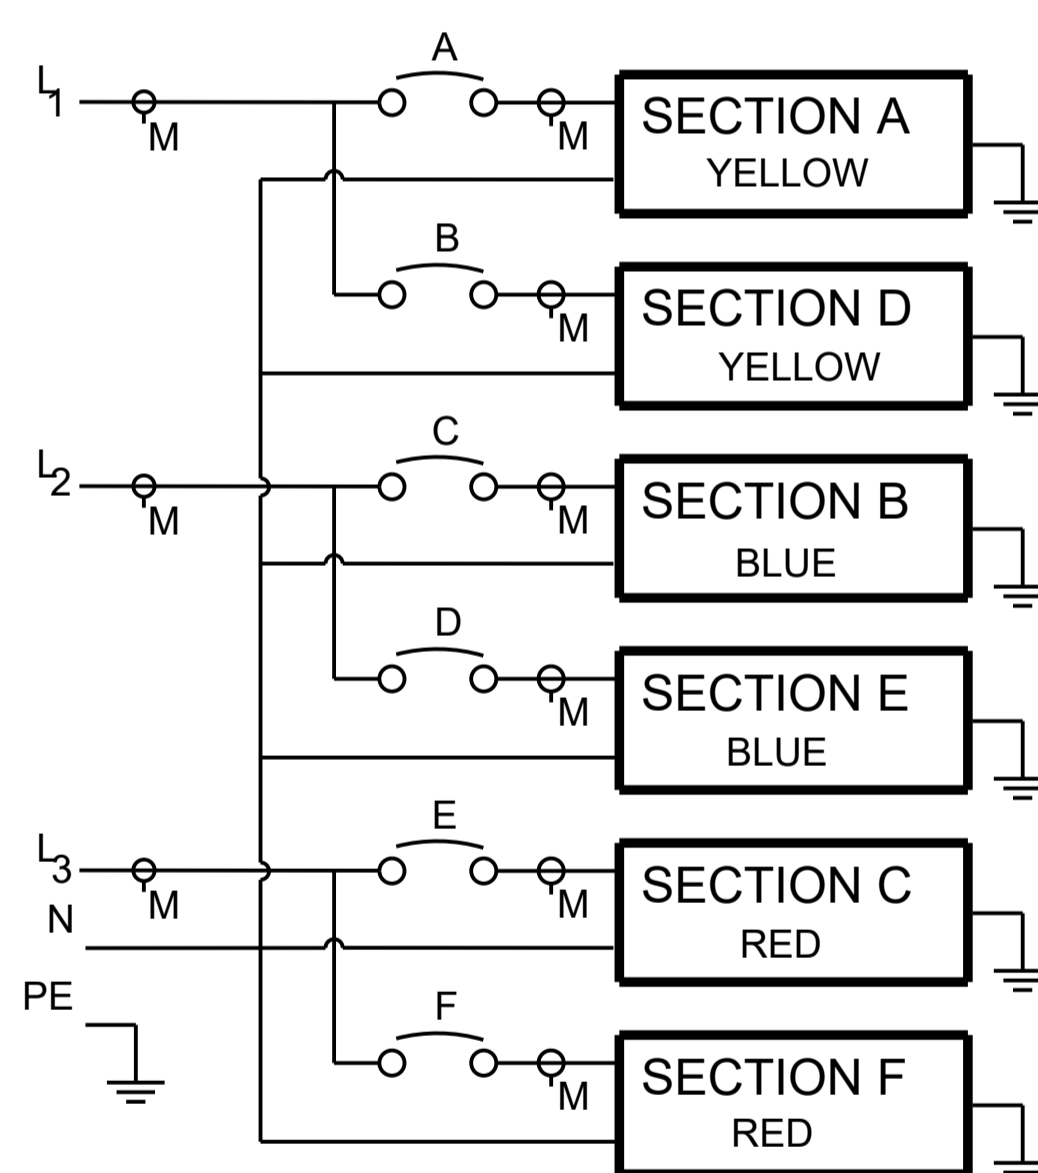 A
L1
M
M
SECTION A
YELLOW
B
M
SECTION D
YELLOW
C
L2
M
M
SECTION B
BLUE
D
M
SECTION E
BLUE
E
L3
M
M
SECTION C
RED
N
PE
F
M
SECTION F
RED